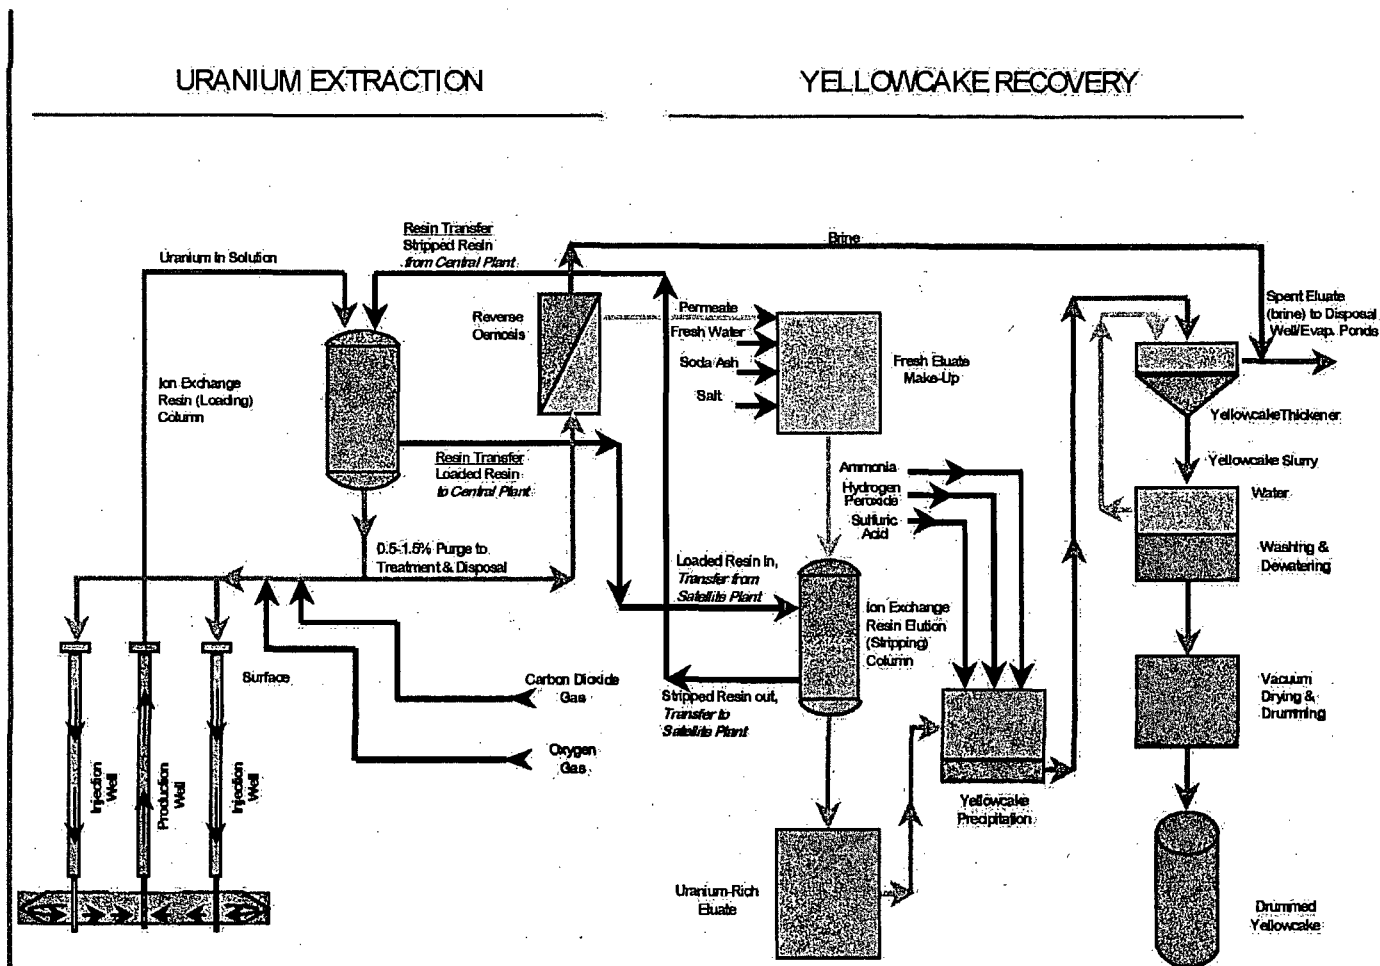 URANIUM EXTRACTION
YELLOWCAKE RECOVERY
Resin Transfer
Stripped Resin
from Central Plant
Brine
Uranium In Solution
Reverse
Osmosis
Permeate
Fresh Water
Soda Ash
Salt
Fresh Eluate
Make-Up
Spent Eluate
(brine) to Disposal
Well/Evap. Ponds
Ion Exchange
Resin (Loading)
Column
Yellowcake Thickener
Resin Transfer
Loaded Resin
to Central Plant
Yellowcake Slurry
Ammonia
Hydrogen
Peroxide
Sulfuric
Acid
Water
Washing &
Dewatering
0.5-1.5% Purge to
Treatment & Disposal
Loaded Resin In,
Transfer from
Satellite Plant
Ion Exchange
Resin Elution
(Stripping)
Column
Surface
Carbon Dioxide
Gas
Stripped Resin out,
Transfer to
Satellite Plant
Vacuum
Drying &
Drumming
Oxygen
Gas
Injection
Well
Production
Well
Injection
Well
Yellowcake
Precipitation
Uranium-Rich
Eluate
Drummed
Yellowcake